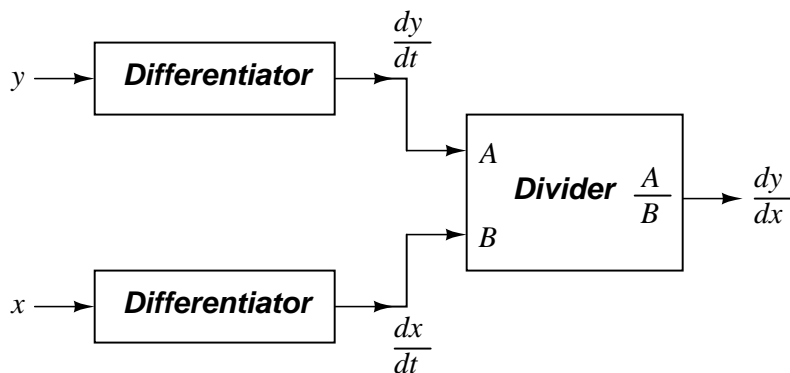 dy
dt
y
Differentiator
A
Divider
A
B
dy
dx
B
x
Differentiator
dx
dt